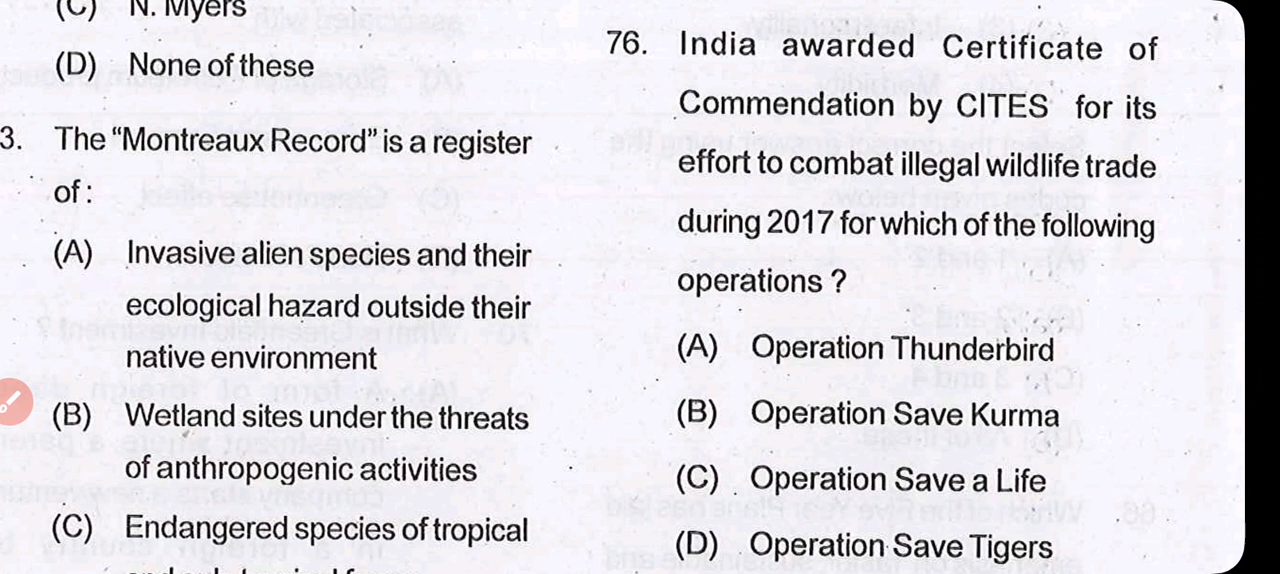 (C) N. Myers
(D) None of these
3. The “Montreaux Record” is a register
of :
(A) Invasive alien species and their
ecological hazard outside their
native environment
(B) Wetland sites under the threats
of anthropogenic activities
(C) Endangered species of tropical
76. India awarded Certificate of
Commendation by CITES for its
effort to combat illegal wildlife trade
during 2017 for which of the following
operations ?
(A) Operation Thunderbird
(B) Operation Save Kurma
(C) Operation Save a Life
(D) Operation Save Tigers